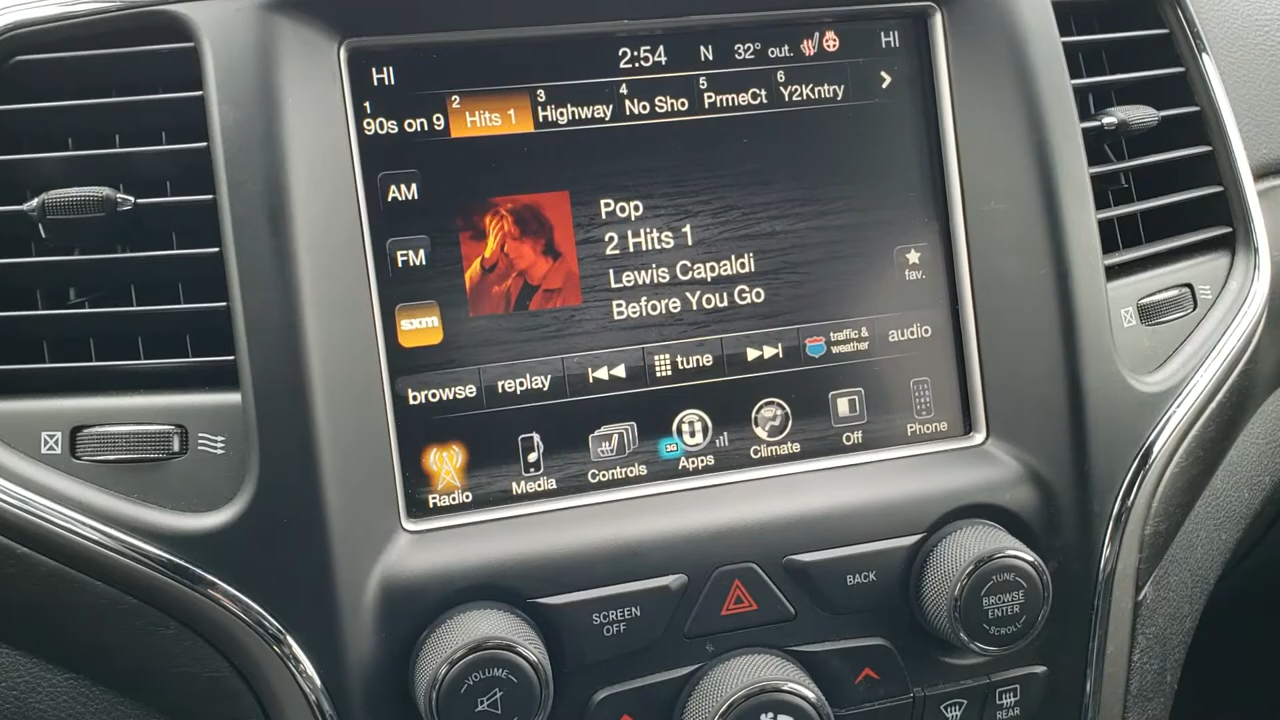 HI 2:54 N 32° out. HI
1 90s on 9 2 Hits 1 3 Highway 4 No Sho 5 PrmeCt 6 Y2Kntry
AM
FM
sxm
Pop
2 Hits 1
Lewis Capaldi
Before You Go
fav.
browse replay tune traffic & weather audio
Radio Media Controls 3G Apps Climate Off Phone
SCREEN OFF
BACK
TUNE
BROWSE
ENTER
SCROLL
VOLUME
REAR